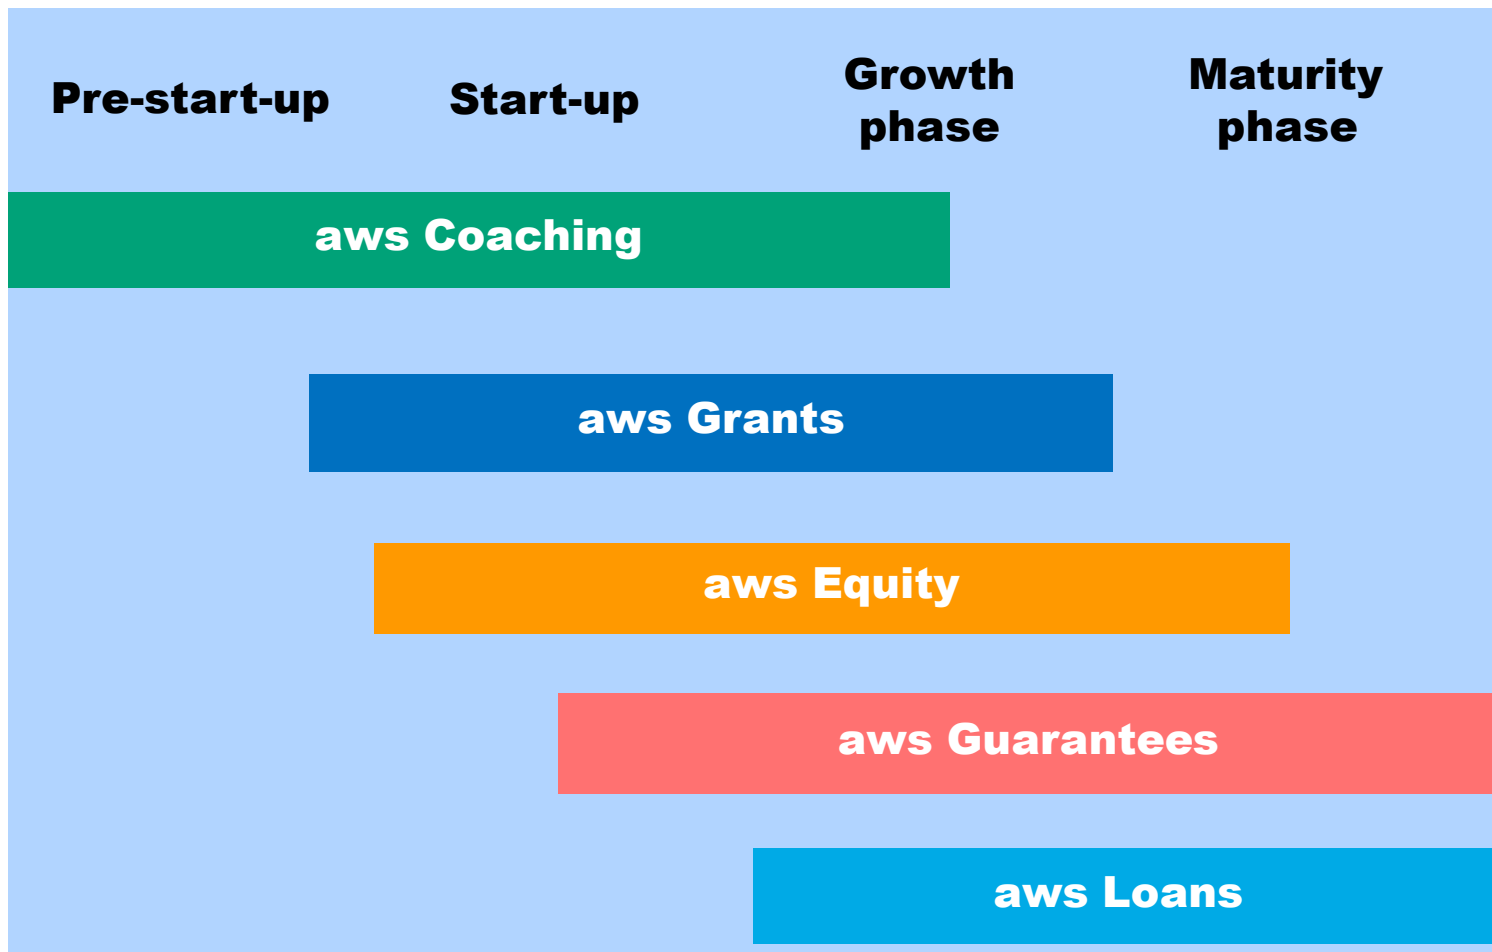 Pre-start-up
Start-up
Growth
phase
Maturity
phase
aws Coaching
aws Grants
aws Equity
aws Guarantees
aws Loans